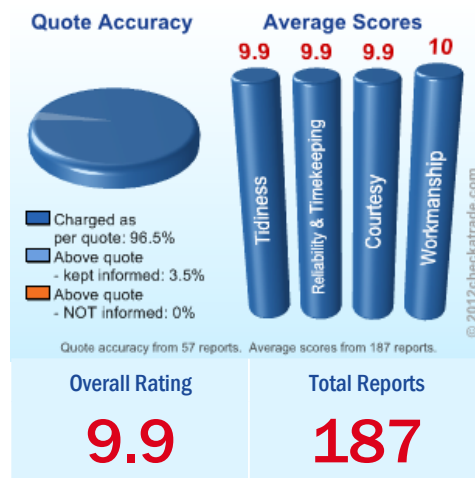 Quote Accuracy
Average Scores
9.9 9.9 9.9 10
Tidiness
Reliability & Timekeeping
Courtesy
Workmanship
Charged as
per quote: 96.5%
Above quote
- kept informed: 3.5%
Above quote
- NOT informed: 0%
© 2012checkatrade.com
Quote accuracy from 57 reports. Average scores from 187 reports.
Overall Rating
9.9
Total Reports
187